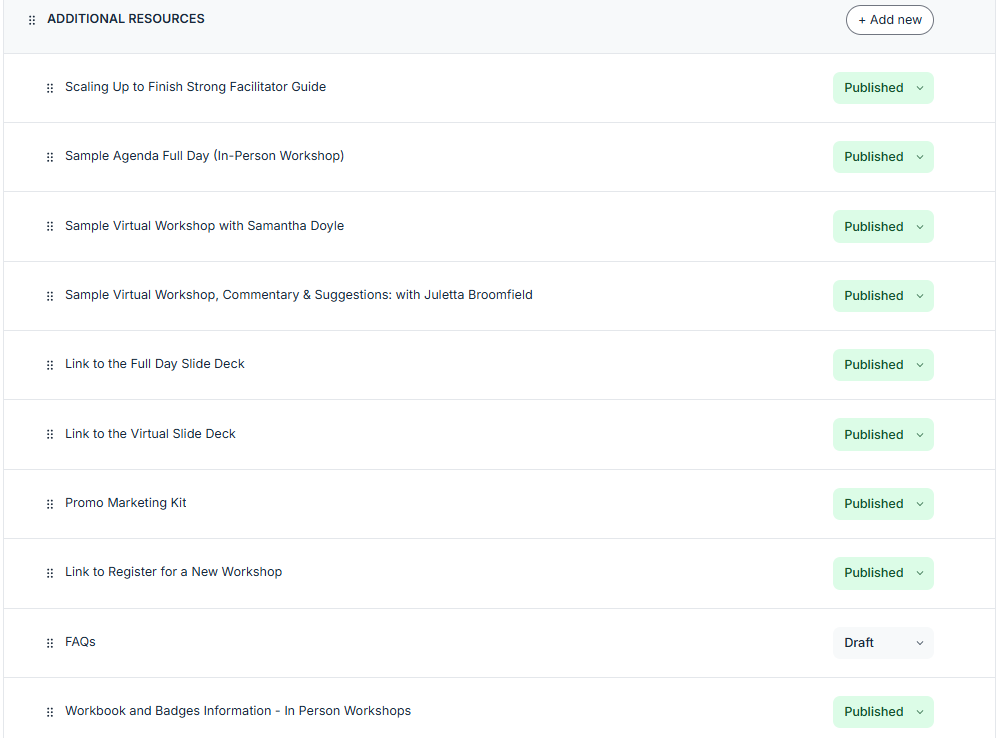 ADDITIONAL RESOURCES + Add new
Scaling Up to Finish Strong Facilitator Guide Published
Sample Agenda Full Day (In-Person Workshop) Published
Sample Virtual Workshop with Samantha Doyle Published
Sample Virtual Workshop, Commentary & Suggestions: with Juletta Broomfield Published
Link to the Full Day Slide Deck Published
Link to the Virtual Slide Deck Published
Promo Marketing Kit Published
Link to Register for a New Workshop Published
FAQs Draft
Workbook and Badges Information - In Person Workshops Published